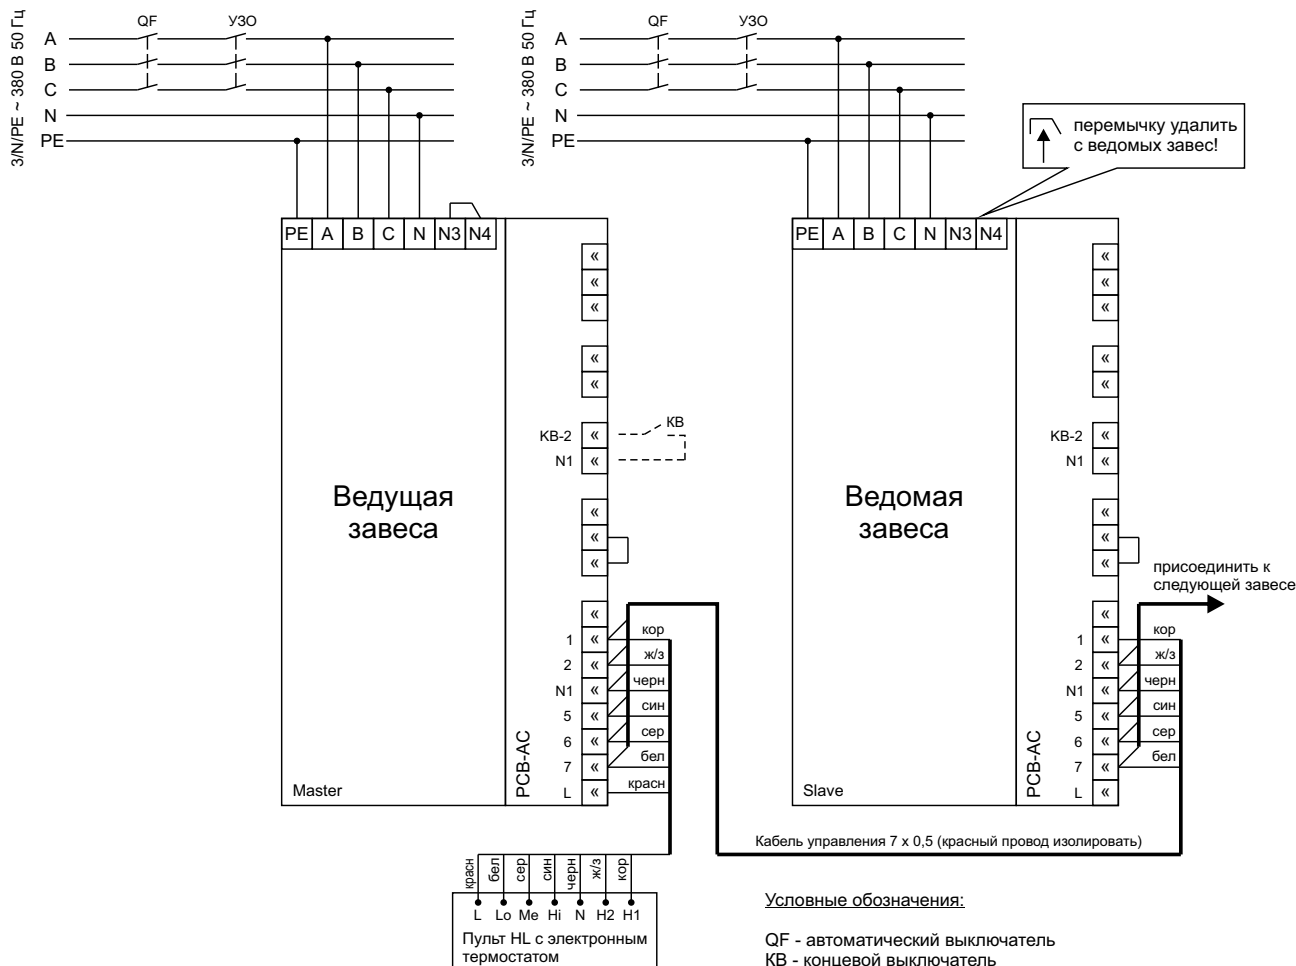 3/N/PE ~ 380 В 50 Гц
QF
УЗО
A
B
C
N
PE
3/N/PE ~ 380 В 50 Гц
QF
УЗО
A
B
C
N
PE
перемычку удалить
с ведомых завес!
PE A B C N N3 N4
PE A B C N N3 N4
«
«
«
«
«
КВ-2 «
N1 «
КВ
Ведущая
завеса
«
«
«
«
1 « кор
2 « ж/з
N1 « черн
5 « син
6 « сер
7 « бел
L « красн
Master
PCB-AC
«
«
«
«
«
КВ-2 «
N1 «
Ведомая
завеса
«
«
«
присоединить к
следующей завесе
«
1 « кор
2 « ж/з
N1 « черн
5 « син
6 « сер
7 « бел
L «
Slave
PCB-AC
Кабель управления 7 x 0,5 (красный провод изолировать)
красн бел сер син черн ж/з кор
L Lo Me Hi N H2 H1
Пульт HL с электронным
термостатом
Условные обозначения:
QF - автоматический выключатель
КВ - концевой выключатель